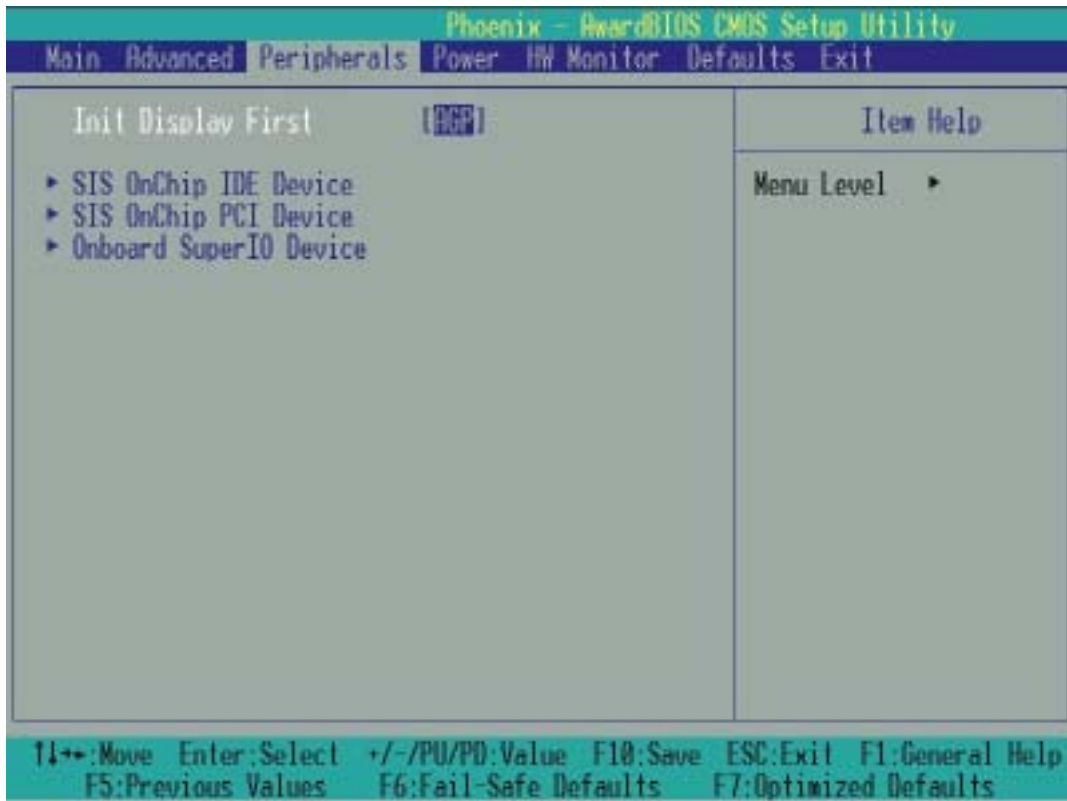 Phoenix - AwardBIOS CMOS Setup Utility
Main Advanced Peripherals Power HW Monitor Defaults Exit
Init Display First [AGP]
Item Help
▸ SIS OnChip IDE Device
▸ SIS OnChip PCI Device
▸ Onboard SuperIO Device
Menu Level ▸
↑↓→←:Move Enter:Select +/-/PU/PD:Value F10:Save ESC:Exit F1:General Help
F5:Previous Values F6:Fail-Safe Defaults F7:Optimized Defaults